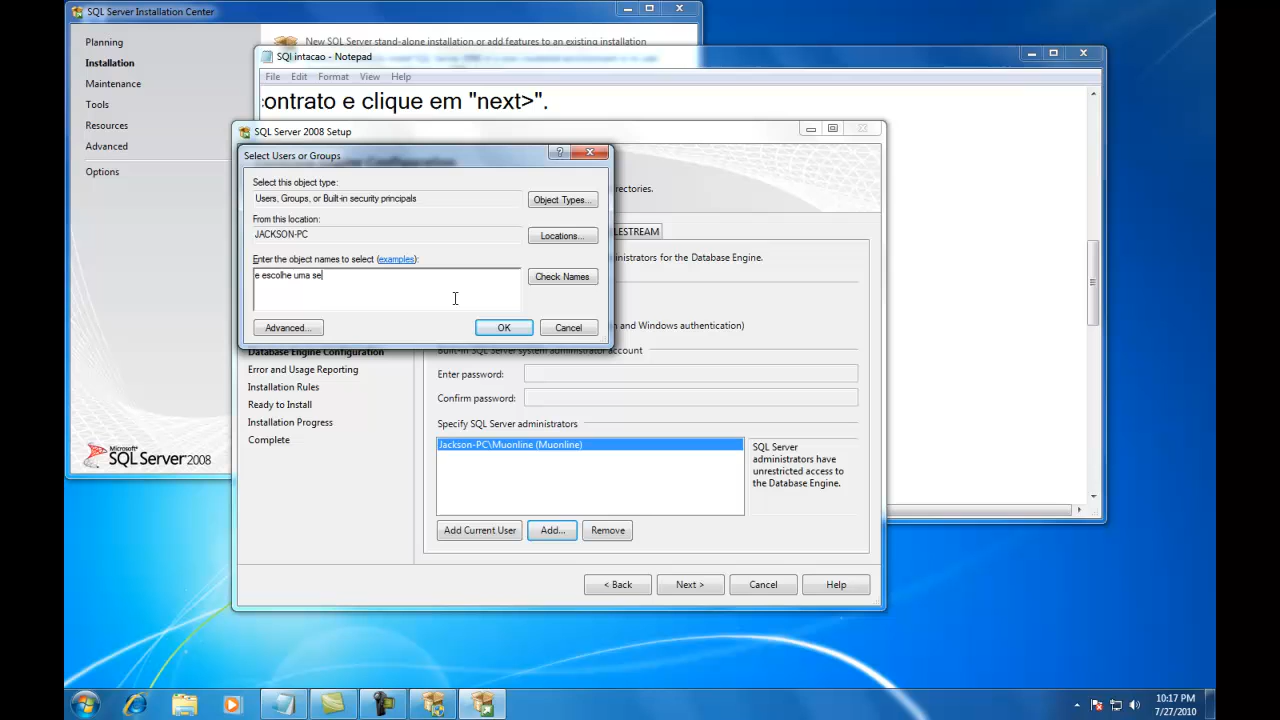 SQL Server Installation Center
Planning
Installation
Maintenance
Tools
Resources
Advanced
Options
Microsoft
SQL Server 2008
New SQL Server stand-alone installation or add features to an existing installation
SQl intacao - Notepad
File Edit Format View Help
contrato e clique em "next>".
SQL Server 2008 Setup
Select Users or Groups
Select this object type:
Users, Groups, or Built-in security principals
Object Types...
From this location:
JACKSON-PC
Locations...
Enter the object names to select (examples):
e escolhe uma se
Check Names
Advanced...
OK
Cancel
rectories.
LESTREAM
ministrators for the Database Engine.
n and Windows authentication)
Database Engine Configuration
Error and Usage Reporting
Installation Rules
Ready to Install
Installation Progress
Complete
Built-in SQL Server system administrator account
Enter password:
Confirm password:
Specify SQL Server administrators
Jackson-PC\Muonline (Muonline)
SQL Server
administrators have
unrestricted access to
the Database Engine.
Add Current User
Add...
Remove
< Back
Next >
Cancel
Help
10:17 PM
7/27/2010